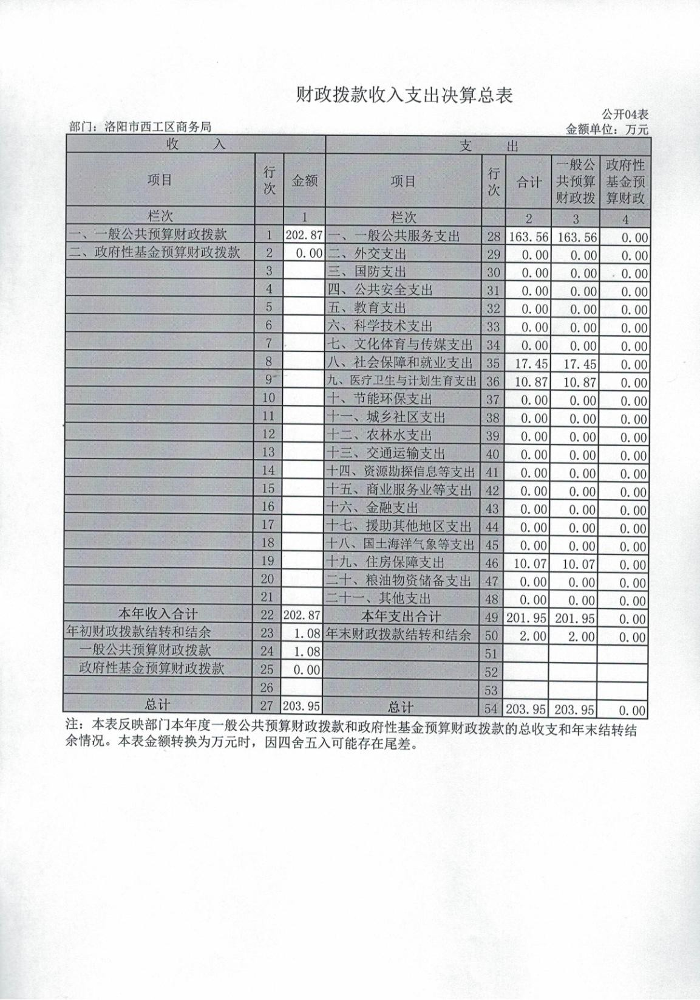 财政拨款收入支出决算总表
公开04表
部门：洛阳市西工区商务局
金额单位：万元
收 入 支 出
项目 行次 金额 项目 行次 合计 一般公共预算财政拨 政府性基金预算财政
栏次 1 栏次 2 3 4
一、一般公共预算财政拨款 1 202.87 一、一般公共服务支出 28 163.56 163.56 0.00
二、政府性基金预算财政拨款 2 0.00 二、外交支出 29 0.00 0.00 0.00
3 三、国防支出 30 0.00 0.00 0.00
4 四、公共安全支出 31 0.00 0.00 0.00
5 五、教育支出 32 0.00 0.00 0.00
6 六、科学技术支出 33 0.00 0.00 0.00
7 七、文化体育与传媒支出 34 0.00 0.00 0.00
8 八、社会保障和就业支出 35 17.45 17.45 0.00
9 九、医疗卫生与计划生育支出 36 10.87 10.87 0.00
10 十、节能环保支出 37 0.00 0.00 0.00
11 十一、城乡社区支出 38 0.00 0.00 0.00
12 十二、农林水支出 39 0.00 0.00 0.00
13 十三、交通运输支出 40 0.00 0.00 0.00
14 十四、资源勘探信息等支出 41 0.00 0.00 0.00
15 十五、商业服务业等支出 42 0.00 0.00 0.00
16 十六、金融支出 43 0.00 0.00 0.00
17 十七、援助其他地区支出 44 0.00 0.00 0.00
18 十八、国土海洋气象等支出 45 0.00 0.00 0.00
19 十九、住房保障支出 46 10.07 10.07 0.00
20 二十、粮油物资储备支出 47 0.00 0.00 0.00
21 二十一、其他支出 48 0.00 0.00 0.00
本年收入合计 22 202.87 本年支出合计 49 201.95 201.95 0.00
年初财政拨款结转和结余 23 1.08 年末财政拨款结转和结余 50 2.00 2.00 0.00
一般公共预算财政拨款 24 1.08 51
政府性基金预算财政拨款 25 0.00 52
26 53
总计 27 203.95 总计 54 203.95 203.95 0.00
注：本表反映部门本年度一般公共预算财政拨款和政府性基金预算财政拨款的总收支和年末结转结
余情况。本表金额转换为万元时，因四舍五入可能存在尾差。